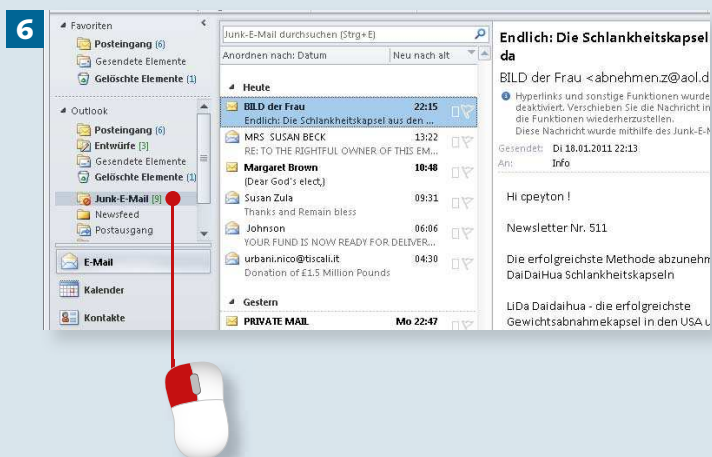 6
Favoriten
Posteingang (6)
Gesendete Elemente
Gelöschte Elemente (1)
Outlook
Posteingang (6)
Entwürfe [3]
Gesendete Elemente
Gelöschte Elemente (1)
Junk-E-Mail [9]
Newsfeed
Postausgang
E-Mail
Kalender
Kontakte
Junk-E-Mail durchsuchen (Strg+E)
Anordnen nach: Datum Neu nach alt
Heute
BILD der Frau 22:15
Endlich: Die Schlankheitskapsel aus den ...
MRS SUSAN BECK 13:22
RE: TO THE RIGHTFUL OWNER OF THIS EM...
Margaret Brown 10:48
(Dear God's elect,)
Susan Zula 09:31
Thanks and Remain bless
Johnson 06:06
YOUR FUND IS NOW READY FOR DELIVER...
urbani.nico@tiscali.it 04:30
Donation of £1.5 Million Pounds
Gestern
PRIVATE MAIL Mo 22:47
Endlich: Die Schlankheitskapsel
da
BILD der Frau <abnehmen.z@aol.d
Hyperlinks und sonstige Funktionen wurde
deaktiviert. Verschieben Sie die Nachricht in
die Funktionen wiederherzustellen.
Diese Nachricht wurde mithilfe des Junk-E-
Gesendet: Di 18.01.2011 22:13
An: Info
Hi cpeyton !
Newsletter Nr. 511
Die erfolgreichste Methode abzunehm
DaiDaiHua Schlankheitskapseln
LiDa Daidaihua - die erfolgreichste
Gewichtsabnahmekapsel in den USA u